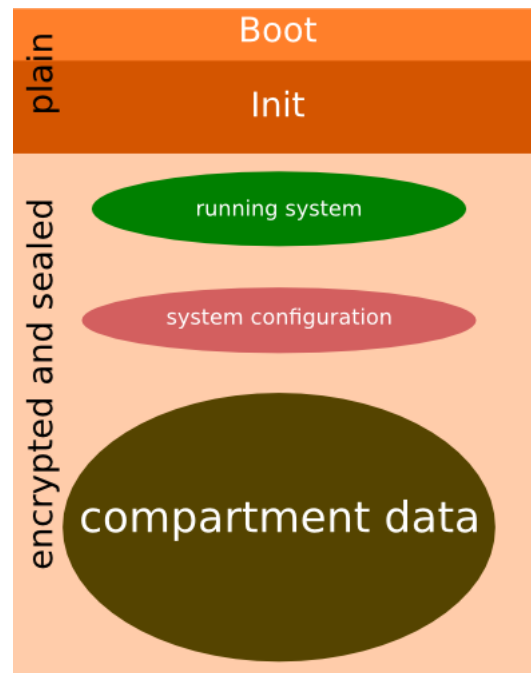 plain
Boot
Init
encrypted and sealed
running system
system configuration
compartment data